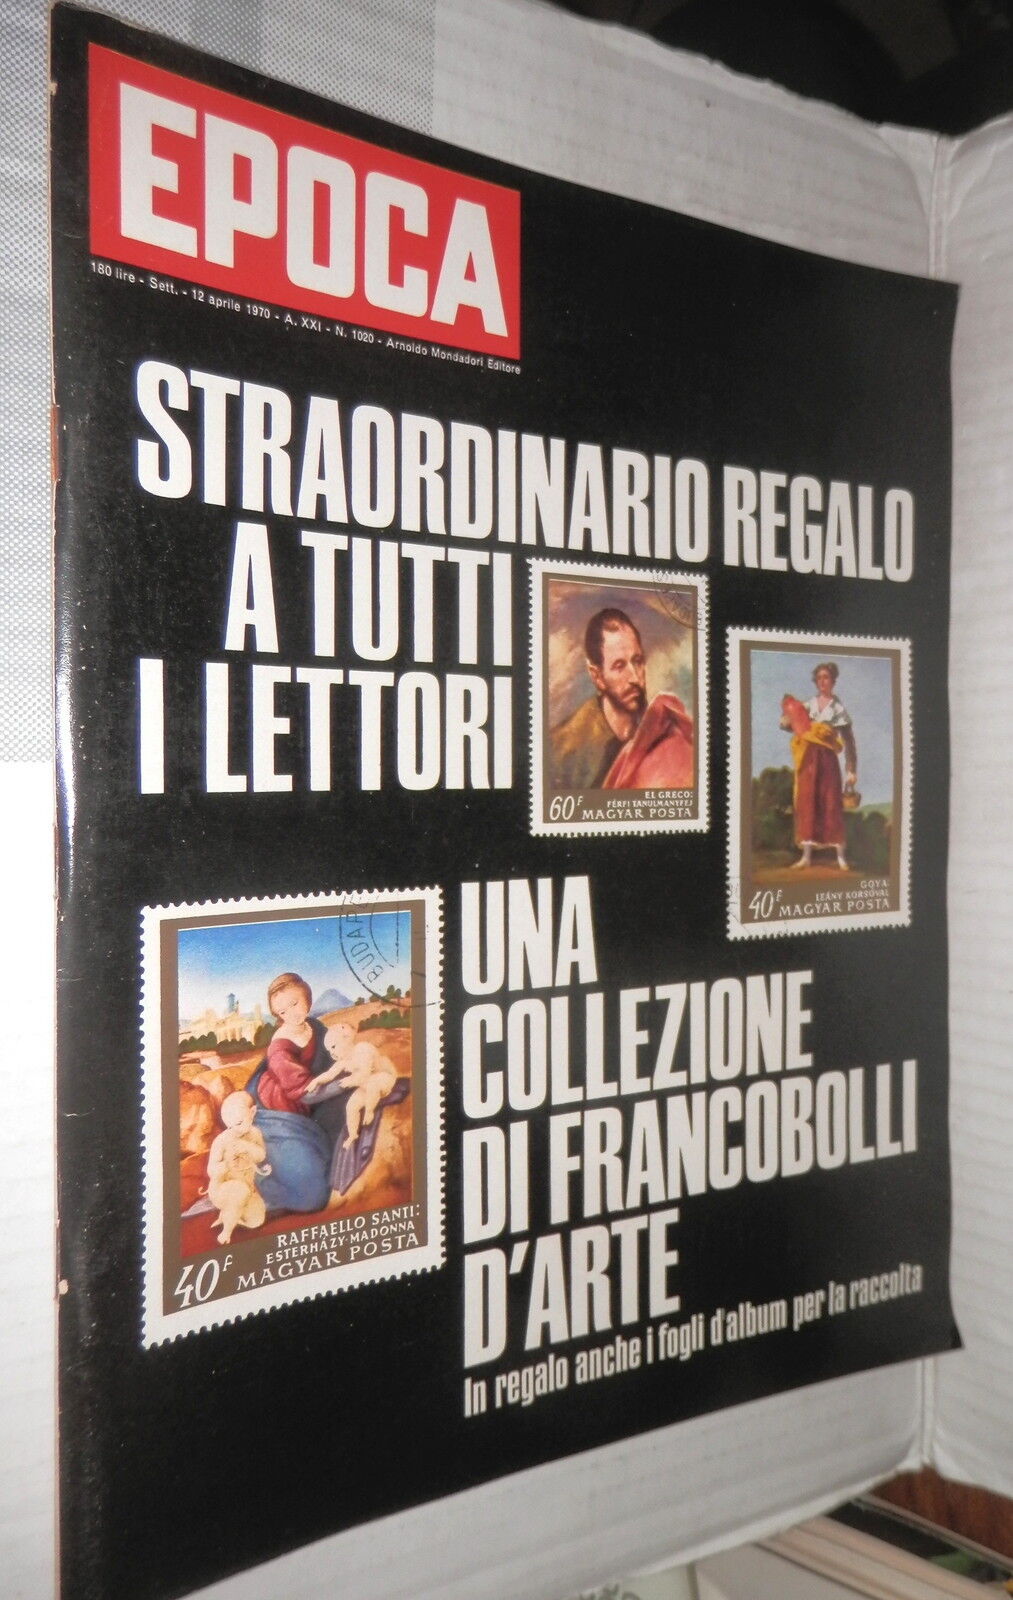 EPOCA
180 lire - Sett. - 12 aprile 1970 - A. XXI - N. 1020 - Arnoldo Mondadori Editore
STRAORDINARIO REGALO
A TUTTI
I LETTORI
EL GRECO:
FÉRFI TANULMÁNYFEJ
60F MAGYAR POSTA
GOYA:
LEÁNY KORSÓVAL
40F MAGYAR POSTA
BUDAPE
RAFFAELLO SANTI:
ESTERHÁZY-MADONNA
40F MAGYAR POSTA
UNA
COLLEZIONE
DI FRANCOBOLLI
D'ARTE
In regalo anche i fogli d'album per la raccolta